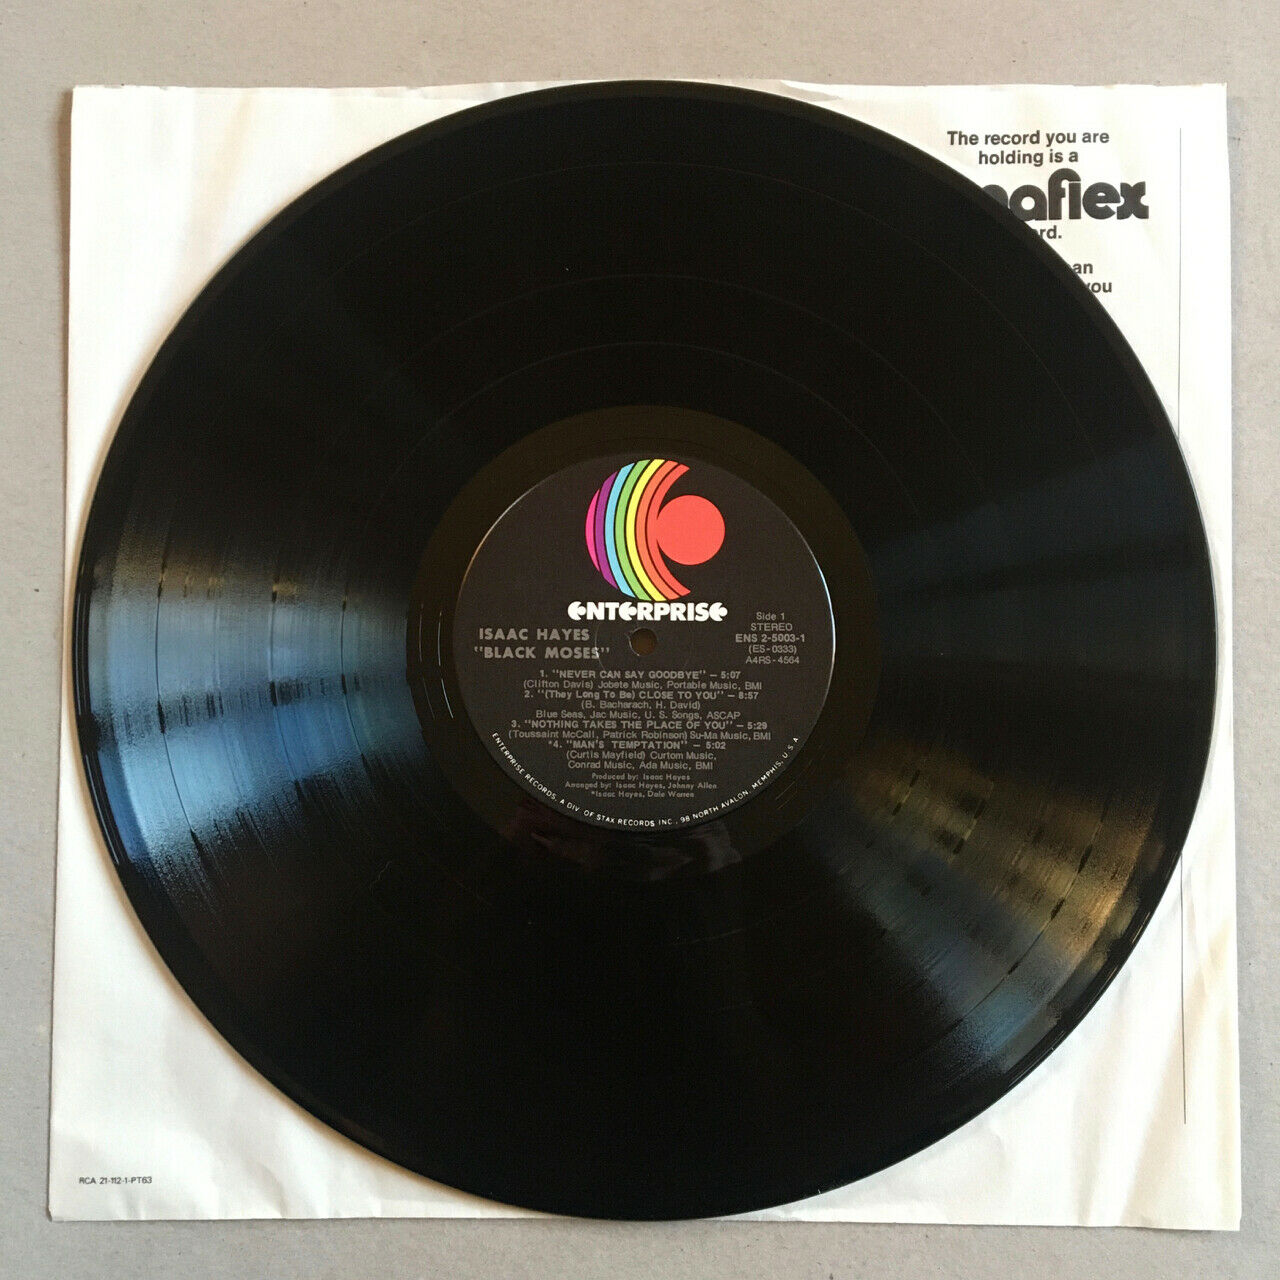 The record you are
holding is a
naflex
ord.
an
you
ENTERPRISE
Side 1
STEREO
ENS 2-5003-1
(ES-0333)
A4RS-4564
ISAAC HAYES
"BLACK MOSES"
1. "NEVER CAN SAY GOODBYE" – 5:07
(Clifton Davis) Jobete Music, Portable Music, BMI
2. "(They Long To Be) CLOSE TO YOU" – 8:57
(B. Bacharach, H. David)
Blue Seas, Jac Music, U. S. Songs, ASCAP
3. "NOTHING TAKES THE PLACE OF YOU" – 5:29
(Toussaint McCall, Patrick Robinson) Su-Ma Music, BMI
*4. "MAN'S TEMPTATION" – 5:02
(Curtis Mayfield) Curtom Music,
Conrad Music, Ada Music, BMI
Produced by: Isaac Hayes
Arranged by: Isaac Hayes, Johnny Allen
*Isaac Hayes, Dale Warren
ENTERPRISE RECORDS, A DIV. OF STAX RECORDS INC., 98 NORTH AVALON, MEMPHIS, U.S.A
RCA 21-112-1-PT63